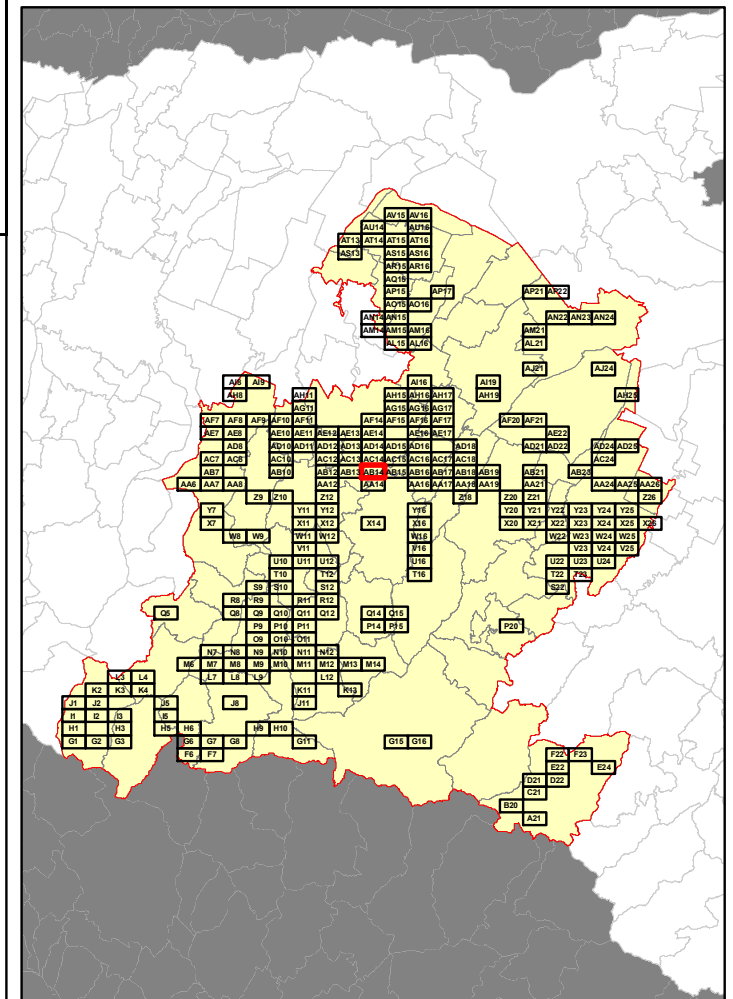 AV15 AV16
AU14 AU16
AT13 AT14 AT15 AT16
AS13 AS15 AS16
AR15 AR16
AQ15
AP15 AP17 AP21 AP22
AO15 AO16
AN14 AN15 AN22 AN23 AN24
AM14 AM15 AM16 AM21
AL15 AL16 AL21
AJ21 AJ24
AI8 AI9 AI16 AI19
AH8 AH11 AH15 AH16 AH17 AH19 AH25
AG11 AG15 AG16 AG17
AF7 AF8 AF9 AF10 AF11 AF14 AF15 AF16 AF17 AF20 AF21
AE7 AE8 AE10 AE11 AE12 AE13 AE14 AE16 AE17 AE22
AD8 AD10 AD11 AD12 AD13 AD14 AD15 AD16 AD18 AD21 AD22 AD24 AD25
AC7 AC8 AC10 AC12 AC13 AC14 AC15 AC16 AC17 AC18 AC24
AB7 AB10 AB12 AB13 AB14 AB15 AB16 AB17 AB18 AB19 AB21 AB23
AA6 AA7 AA8 AA12 AA14 AA16 AA17 AA18 AA19 AA21 AA24 AA25 AA26
Z9 Z10 Z12 Z18 Z20 Z21 Z26
Y7 Y11 Y12 Y16 Y20 Y21 Y22 Y23 Y24 Y25
X7 X11 X12 X14 X16 X20 X21 X22 X23 X24 X25 X26
W8 W9 W11 W12 W16 W22 W23 W24 W25
V11 V16 V23 V24 V25
U10 U11 U12 U16 U22 U23 U24
T10 T12 T16 T22 T23
S9 S10 S12 S22
R8 R9 R11 R12
Q5 Q8 Q9 Q10 Q11 Q12 Q14 Q15
P9 P10 P11 P14 P15 P20
O9 O10 O11
N7 N8 N9 N10 N11 N12
M6 M7 M8 M9 M10 M11 M12 M13 M14
L3 L4 L7 L8 L9 L12
K2 K3 K4 K11 K13
J1 J2 J5 J8 J11
I1 I2 I3 I5
H1 H3 H5 H6 H9 H10
G1 G2 G3 G6 G7 G8 G11 G15 G16
F6 F7 F22 F23
E22 E24
D21 D22
C21
B20
A21